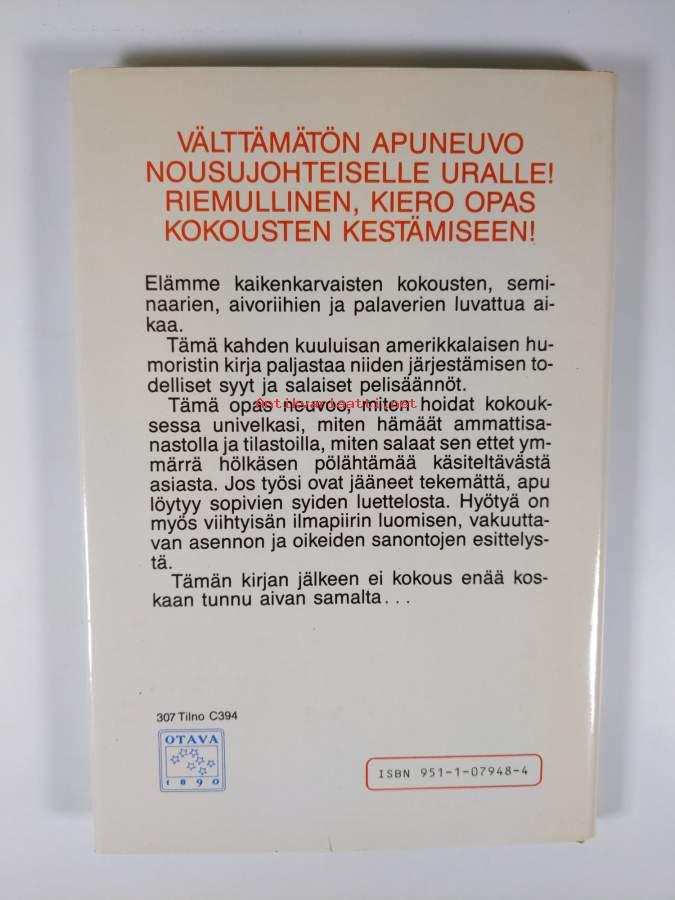 VÄLTTÄMÄTÖN APUNEUVO
NOUSUJOHTEISELLE URALLE!
RIEMULLINEN, KIERO OPAS
KOKOUSTEN KESTÄMISEEN!
Elämme kaikenkarvaisten kokousten, semi-
naarien, aivoriihien ja palaverien luvattua ai-
kaa.
Tämä kahden kuuluisan amerikkalaisen hu-
moristin kirja paljastaa niiden järjestämisen to-
delliset syyt ja salaiset pelisäännöt.
Tämä opas neuvoo, miten hoidat kokouk-
Antikvariaatti.net
sessa univelkasi, miten hämäät ammattisa-
nastolla ja tilastoilla, miten salaat sen ettet ym-
märrä hölkäsen pölähtämää käsiteltävästä
asiasta. Jos työsi ovat jääneet tekemättä, apu
löytyy sopivien syiden luettelosta. Hyötyä on
myös viihtyisän ilmapiirin luomisen, vakuutta-
van asennon ja oikeiden sanontojen esittelys-
tä.
Tämän kirjan jälkeen ei kokous enää kos-
kaan tunnu aivan samalta...
307 Tilno C394
OTAVA
1890
ISBN 951-1-07948-4